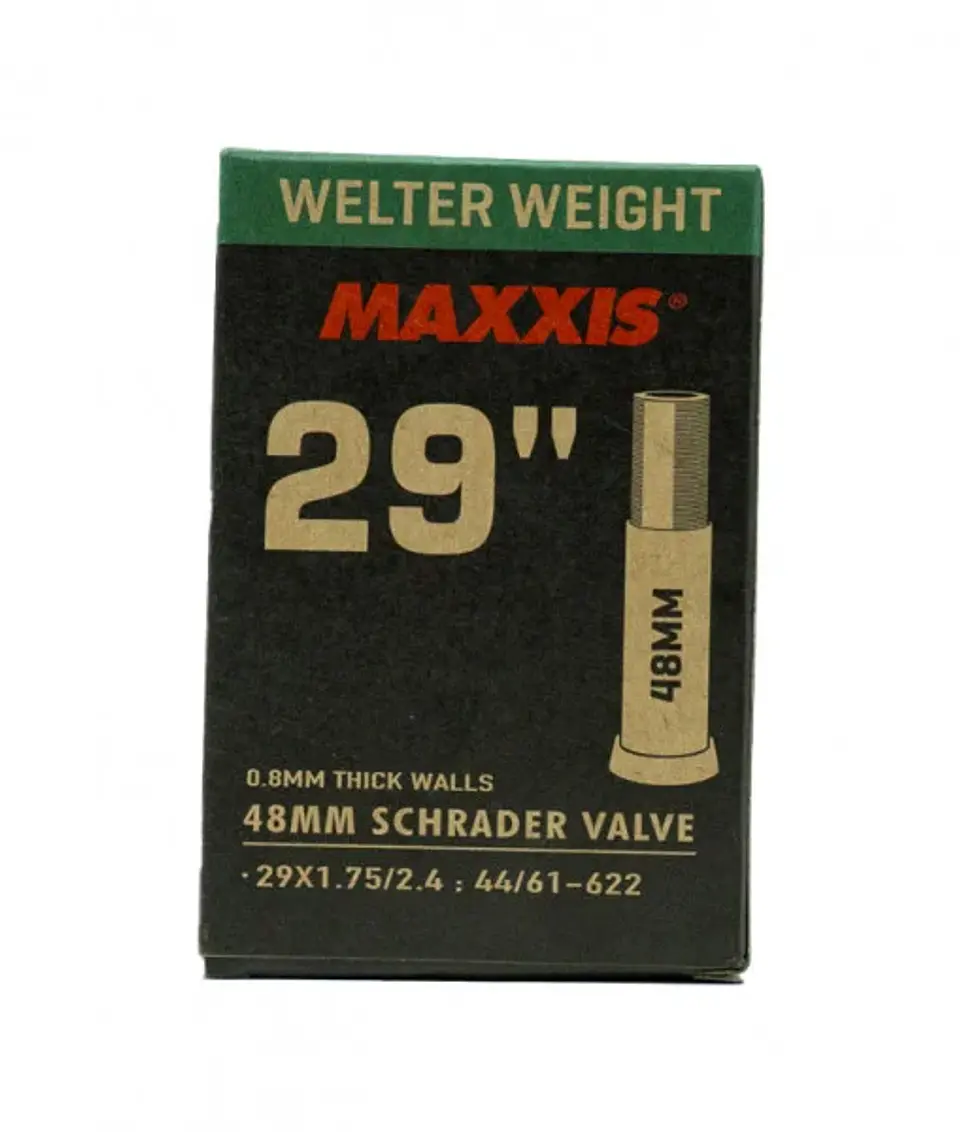 WELTER WEIGHT
MAXXIS®
29"
48MM
0.8MM THICK WALLS
48MM SCHRADER VALVE
·29X1.75/2.4 : 44/61-622